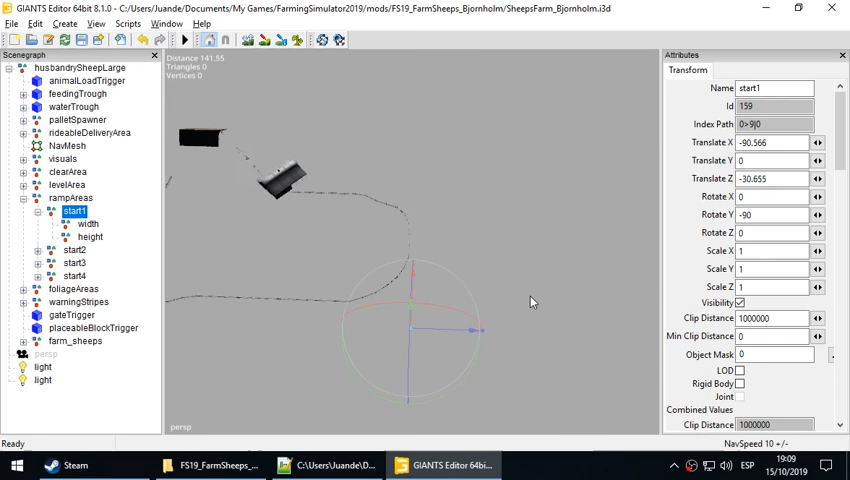 GIANTS Editor 64bit 8.1.0 - C:/Users/Juande/Documents/My Games/FarmingSimulator2019/mods/FS19_FarmSheeps_Bjornholm/SheepsFarm_Bjornholm.i3d
File Edit Create View Scripts Window Help
Scenegraph
husbandrySheepLarge
animalLoadTrigger
feedingTrough
waterTrough
palletSpawner
rideableDeliveryArea
NavMesh
visuals
clearArea
levelArea
rampAreas
start1
width
height
start2
start3
start4
foliageAreas
warningStripes
gateTrigger
placeableBlockTrigger
farm_sheeps
persp
light
light
Distance 141.55
Triangles 0
Vertices 0
persp
Attributes
Transform
Name start1
Id 159
Index Path 0>9|0
Translate X -90.566
Translate Y 0
Translate Z -30.655
Rotate X 0
Rotate Y -90
Rotate Z 0
Scale X 1
Scale Y 1
Scale Z 1
Visibility
Clip Distance 1000000
Min Clip Distance 0
Object Mask 0
LOD
Rigid Body
Joint
Combined Values
Clip Distance 1000000
Ready
NavSpeed 10 +/-
Steam
FS19_FarmSheeps_...
C:\Users\Juande\D...
GIANTS Editor 64bi...
ESP
19:09
15/10/2019